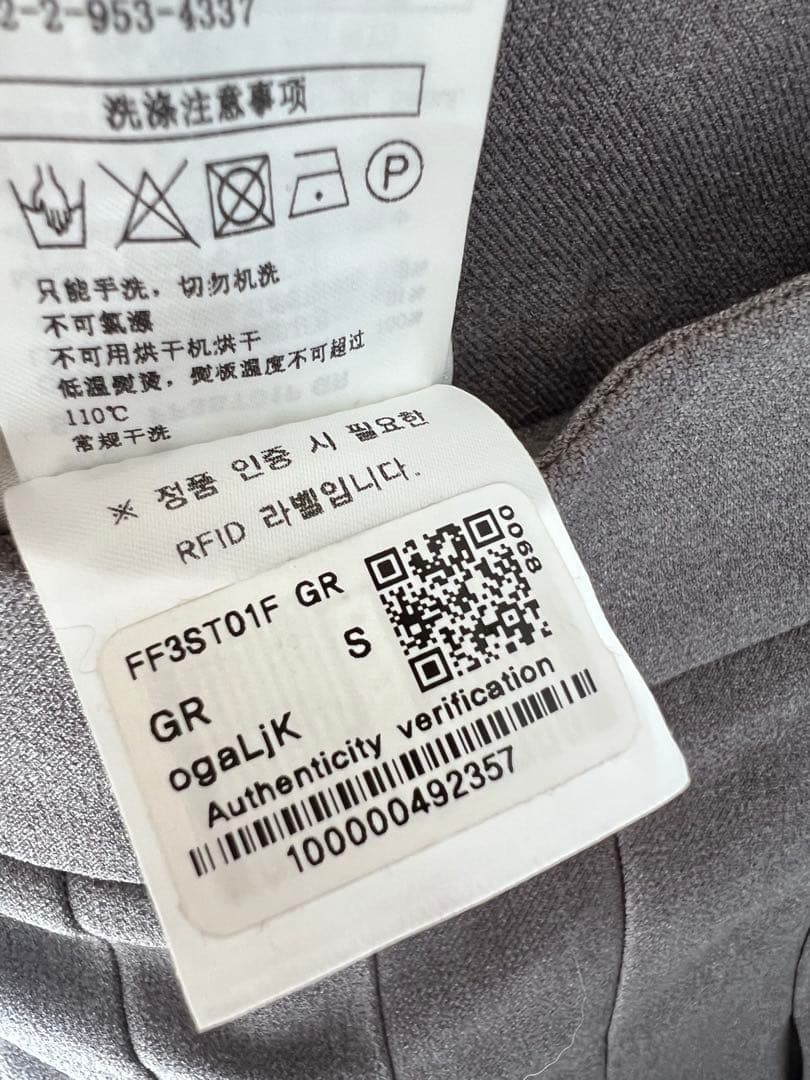 2-2-953-4337
洗涤注意事项
P
只能手洗，切勿机洗
不可氯漂
不可用烘干机烘干
低温熨烫，熨板温度不可超过
110℃
常规干洗
※ 정품 인증 시 필요한
RFID 라벨입니다.
0068
FF3ST01F GR
S
GR
ogaLjK
Authenticity verification
100000492357